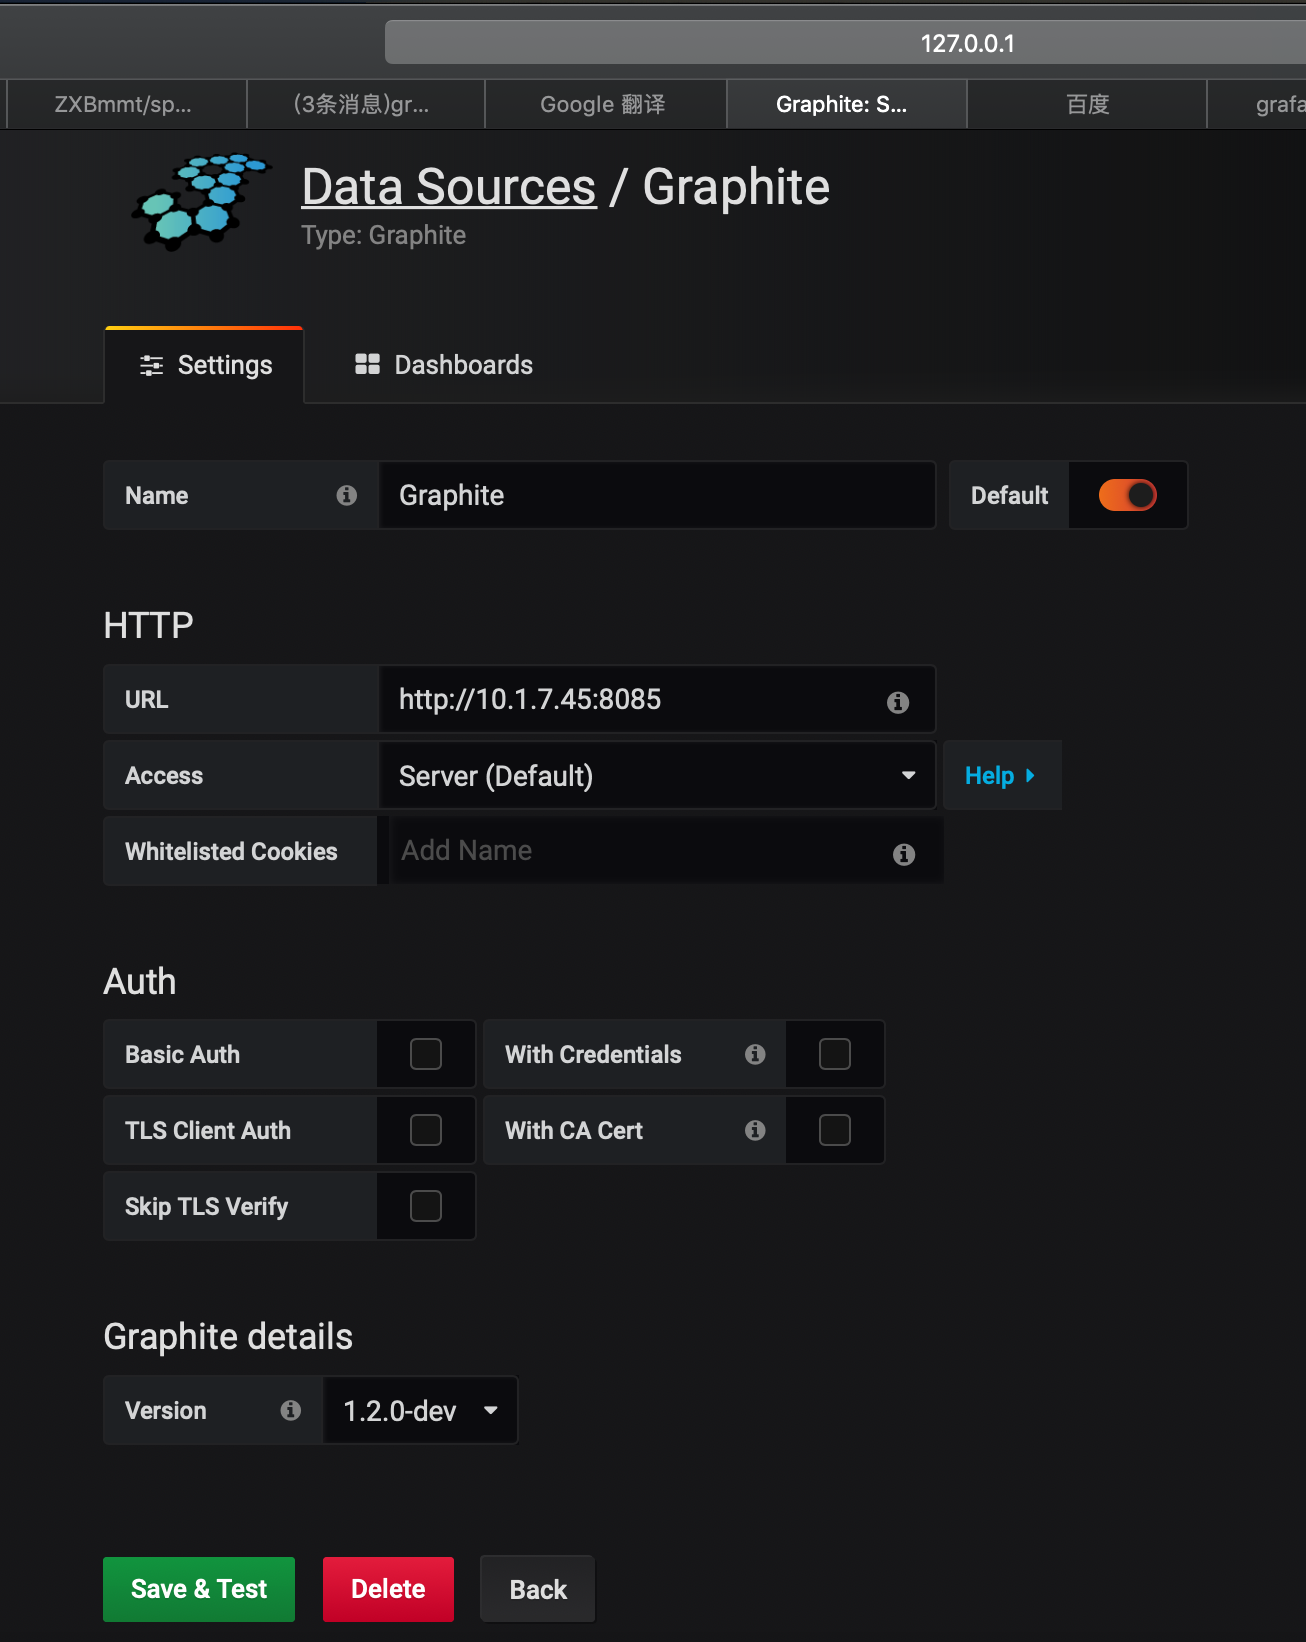 127.0.0.1
ZXBmmt/sp... (3条消息)gr... Google 翻译 Graphite: S... 百度 grafa
Data Sources / Graphite
Type: Graphite
Settings Dashboards
Name Graphite Default
HTTP
URL http://10.1.7.45:8085
Access Server (Default) Help
Whitelisted Cookies Add Name
Auth
Basic Auth With Credentials
TLS Client Auth With CA Cert
Skip TLS Verify
Graphite details
Version 1.2.0-dev
Save & Test Delete Back